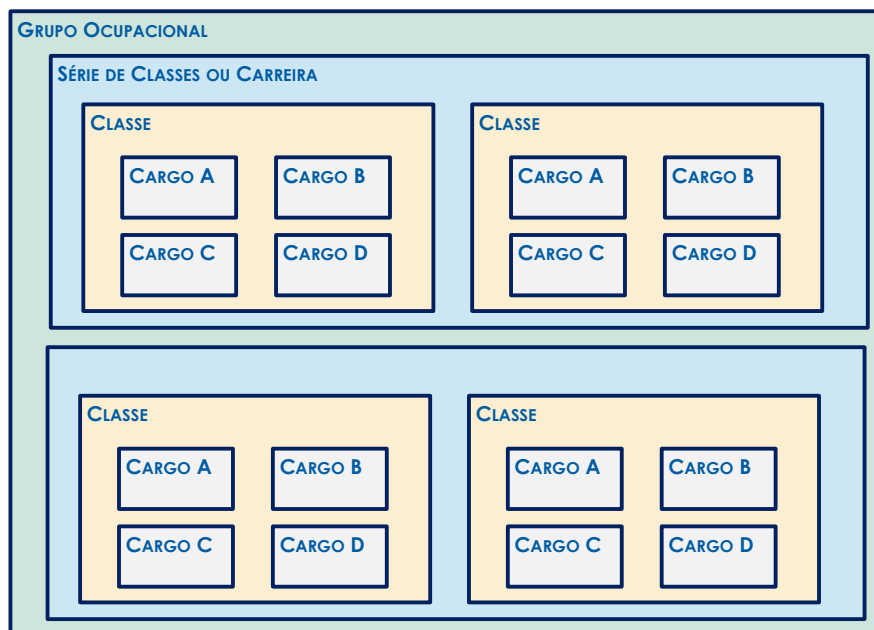 GRUPO OCUPACIONAL
SÉRIE DE CLASSES OU CARREIRA
CLASSE CLASSE
CARGO A CARGO B CARGO A CARGO B
CARGO C CARGO D CARGO C CARGO D
CLASSE CLASSE
CARGO A CARGO B CARGO A CARGO B
CARGO C CARGO D CARGO C CARGO D